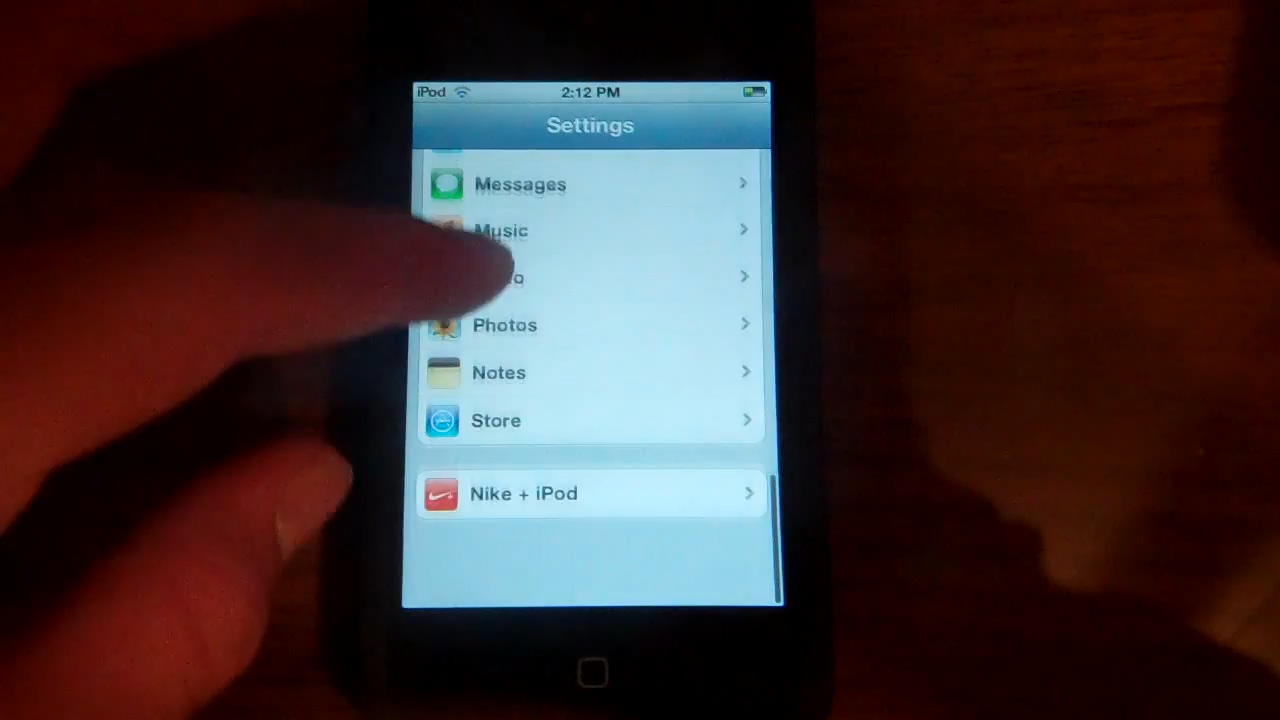 iPod 2:12 PM
Settings
Messages
Music
Photos
Notes
Store
Nike + iPod